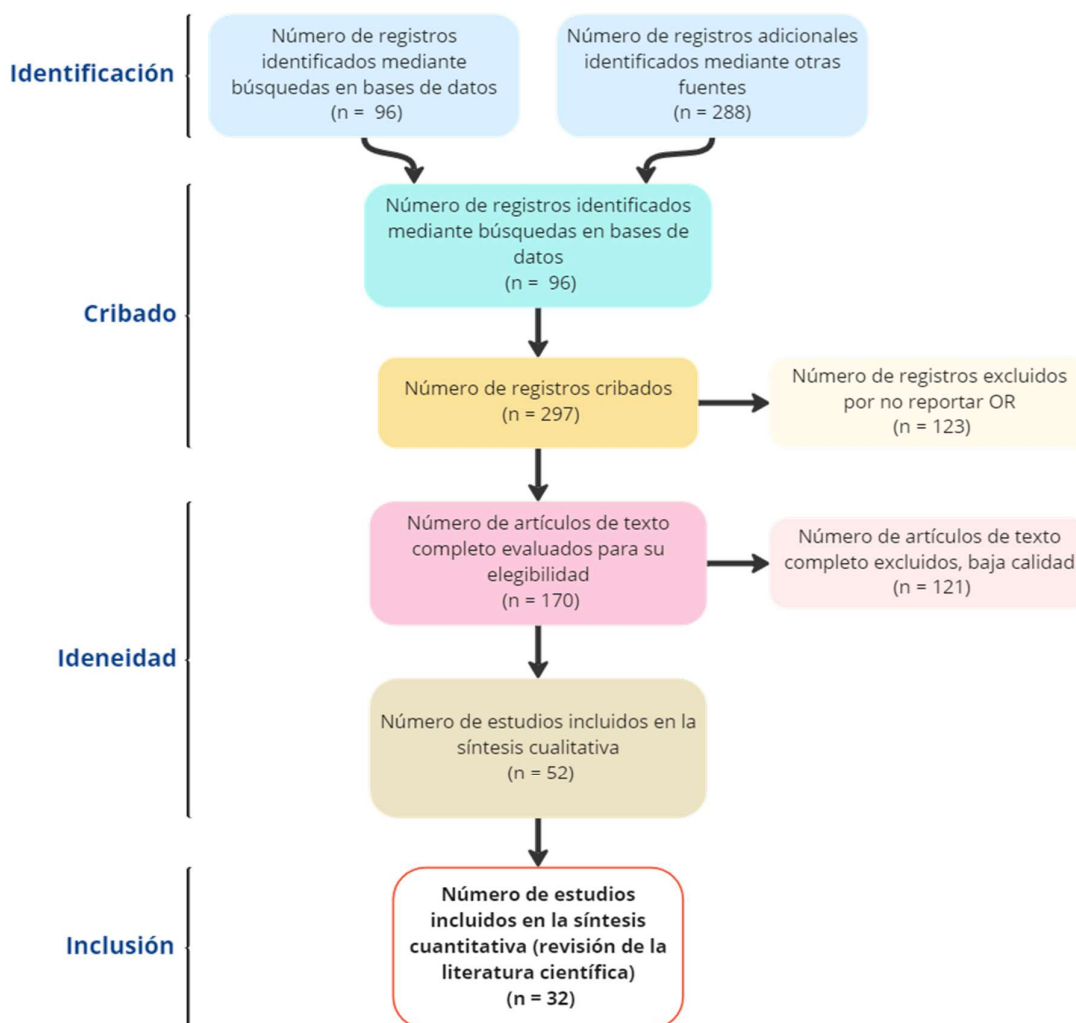 Identificación
Número de registros
identificados mediante
búsquedas en bases de datos
(n =  96)
Número de registros adicionales
identificados mediante otras
fuentes
(n = 288)
Cribado
Número de registros identificados
mediante búsquedas en bases de
datos
(n =  96)
Número de registros cribados
(n = 297)
Número de registros excluidos
por no reportar OR
(n = 123)
Ideneidad
Número de artículos de texto
completo evaluados para su
elegibilidad
(n = 170)
Número de artículos de texto
completo excluidos, baja calidad
(n = 121)
Número de estudios incluidos en la
síntesis cualitativa
(n = 52)
Inclusión
Número de estudios
incluidos en la síntesis
cuantitativa (revisión de la
literatura científica)
(n = 32)